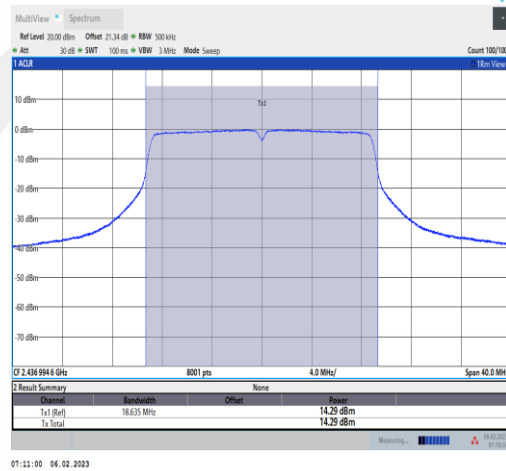 MultiView Spectrum
Ref Level 20.00 dBm Offset 21.34 dB RBW 500 kHz
Att 30 dB SWT 100 ms VBW 3 MHz Mode Sweep Count 100/100
1 ACLR 1Rm View
10 dBm
Tx1
0 dBm
-10 dBm
-20 dBm
-30 dBm
-40 dBm
-50 dBm
-60 dBm
-70 dBm
CF 2.436 994 6 GHz 8001 pts 4.0 MHz/ Span 40.0 MH
2 Result Summary None
Channel Bandwidth Offset Power
Tx1 (Ref) 18.635 MHz 14.29 dBm
Tx Total 14.29 dBm
Measuring...
07:11:00 06.02.2023